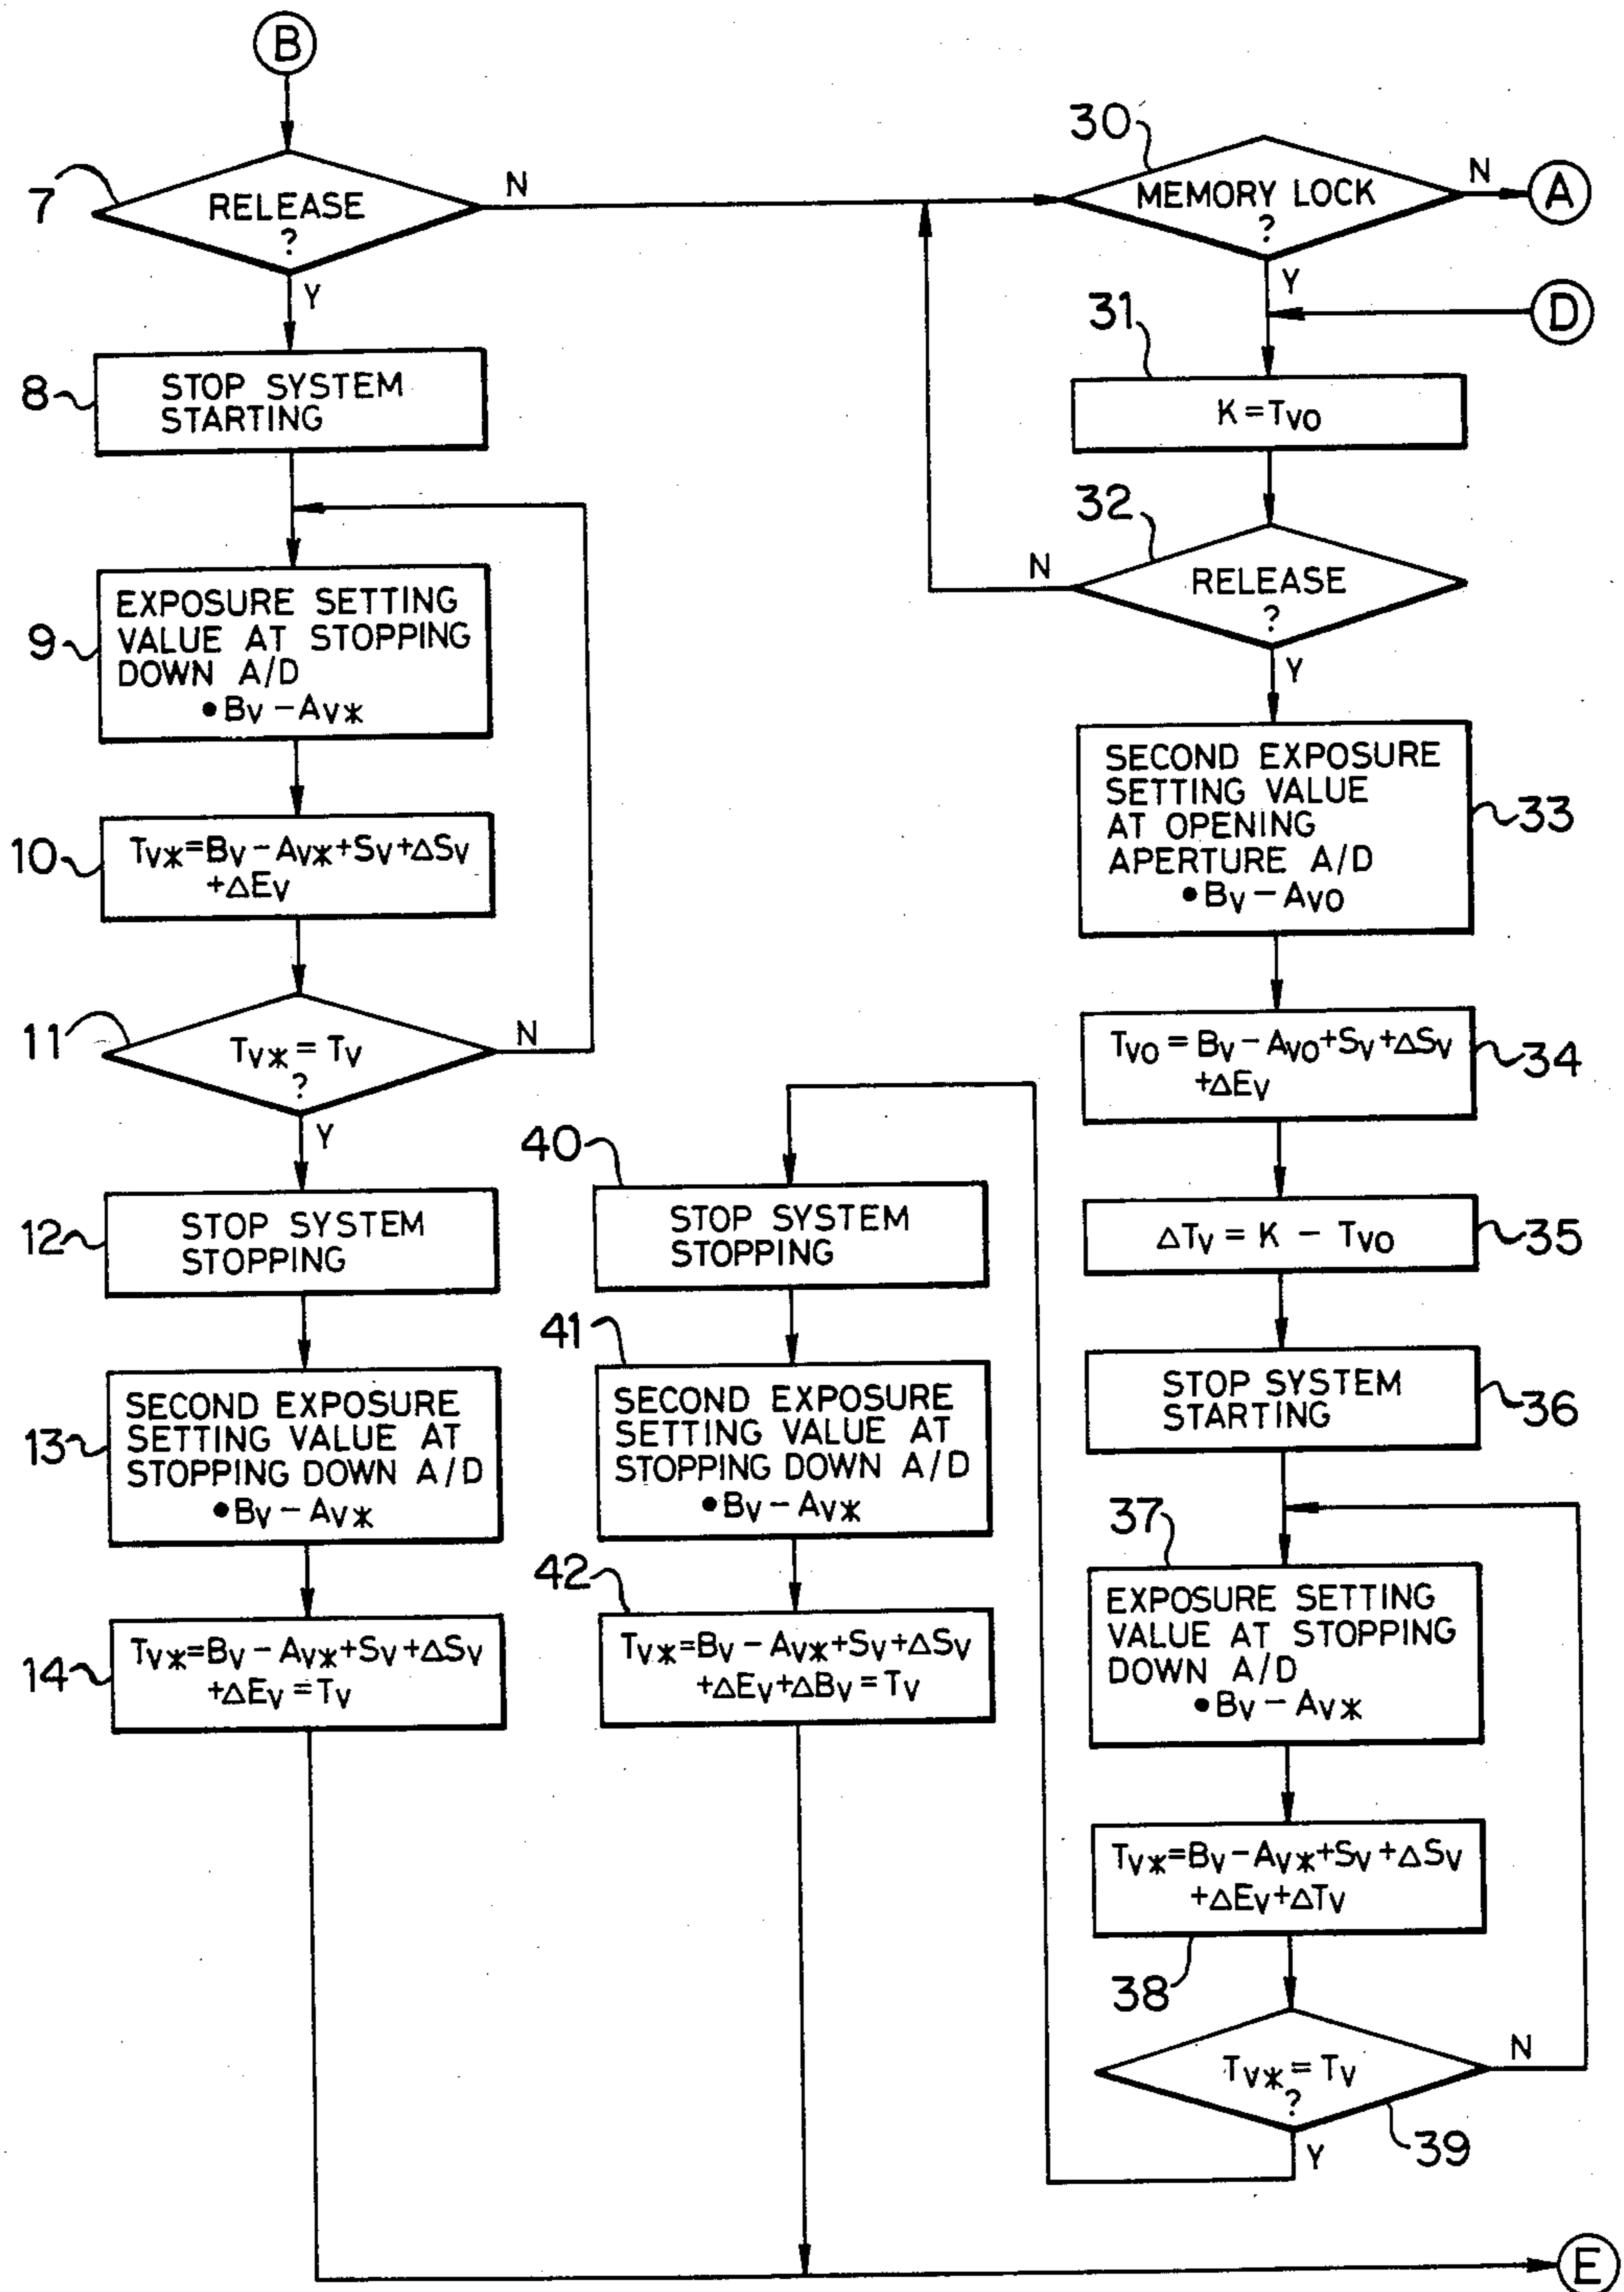 B
7
RELEASE
?
N
Y
8
STOP SYSTEM
STARTING
9
EXPOSURE SETTING
VALUE AT STOPPING
DOWN A/D
•BV-AV*
10
TV*=BV-AV*+SV+ΔSV
+ΔEV
11
TV*=TV
?
N
Y
12
STOP SYSTEM
STOPPING
13
SECOND EXPOSURE
SETTING VALUE AT
STOPPING DOWN A/D
•BV-AV*
14
TV*=BV-AV*+SV+ΔSV
+ΔEV=TV
40
STOP SYSTEM
STOPPING
41
SECOND EXPOSURE
SETTING VALUE AT
STOPPING DOWN A/D
•BV-AV*
42
TV*=BV-AV*+SV+ΔSV
+ΔEV+ΔBV=TV
30
MEMORY LOCK
?
N
A
Y
D
31
K=TVO
32
RELEASE
?
N
Y
SECOND EXPOSURE
SETTING VALUE
AT OPENING
APERTURE A/D
•BV-AVO
33
TVO=BV-AVO+SV+ΔSV
+ΔEV
34
ΔTV = K - TVO
35
STOP SYSTEM
STARTING
36
37
EXPOSURE SETTING
VALUE AT STOPPING
DOWN A/D
•BV-AV*
TV*=BV-AV*+SV+ΔSV
+ΔEV+ΔTV
38
TV*=TV
?
N
39
Y
E